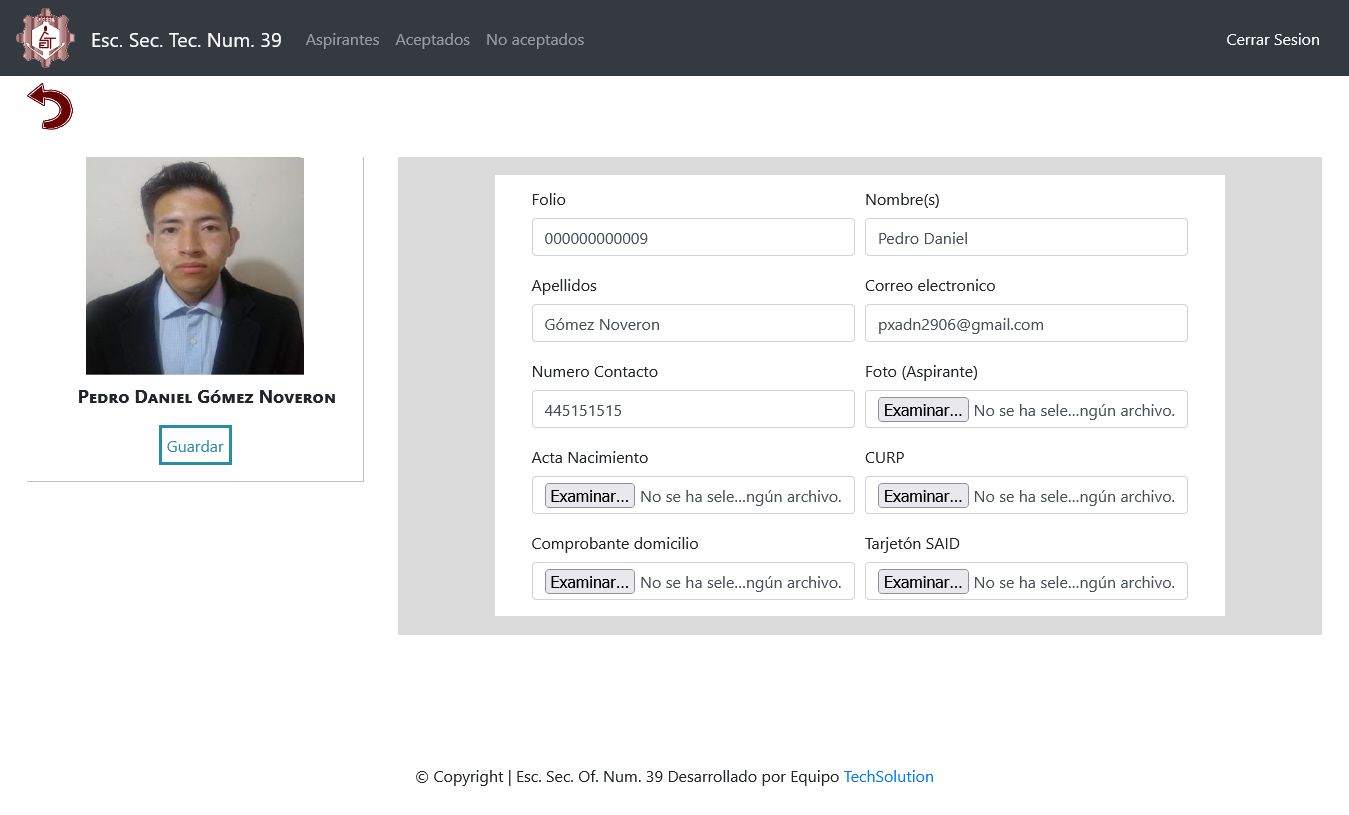 Esc. Sec. Tec. Num. 39 Aspirantes Aceptados No aceptados Cerrar Sesion
Pedro Daniel Gómez Noveron
Guardar
Folio Nombre(s)
000000000009 Pedro Daniel
Apellidos Correo electronico
Gómez Noveron pxadn2906@gmail.com
Numero Contacto Foto (Aspirante)
445151515 Examinar... No se ha sele...ngún archivo.
Acta Nacimiento CURP
Examinar... No se ha sele...ngún archivo. Examinar... No se ha sele...ngún archivo.
Comprobante domicilio Tarjetón SAID
Examinar... No se ha sele...ngún archivo. Examinar... No se ha sele...ngún archivo.
© Copyright | Esc. Sec. Of. Num. 39 Desarrollado por Equipo TechSolution